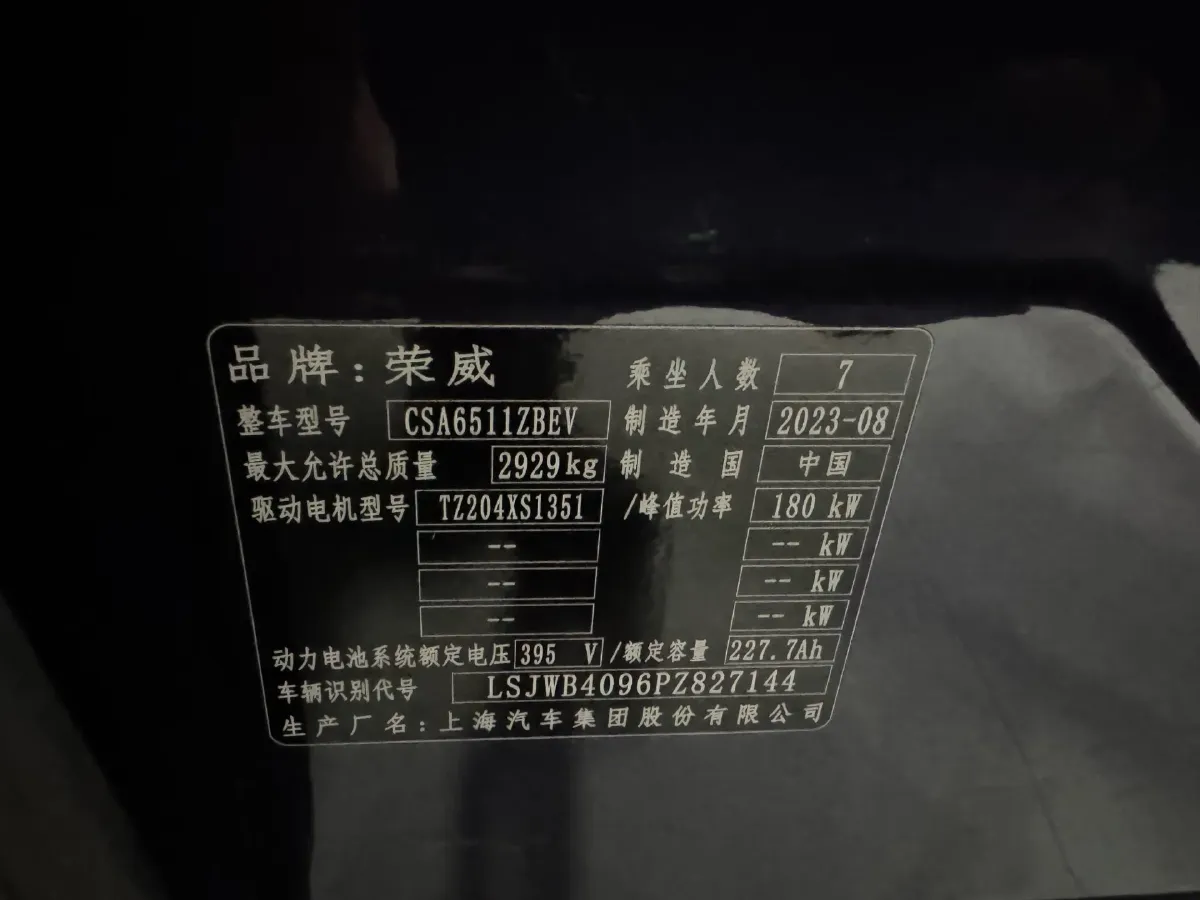 品牌：荣威 乘坐人数 7
整车型号 CSA6511ZBEV 制造年月 2023-08
最大允许总质量 2929kg 制造国 中国
驱动电机型号 TZ204XS1351 /峰值功率 180 kW
-- -- kW
-- -- kW
-- -- kW
动力电池系统额定电压 395 V /额定容量 227.7Ah
车辆识别代号 LSJWB4096PZ827144
生产厂名：上海汽车集团股份有限公司